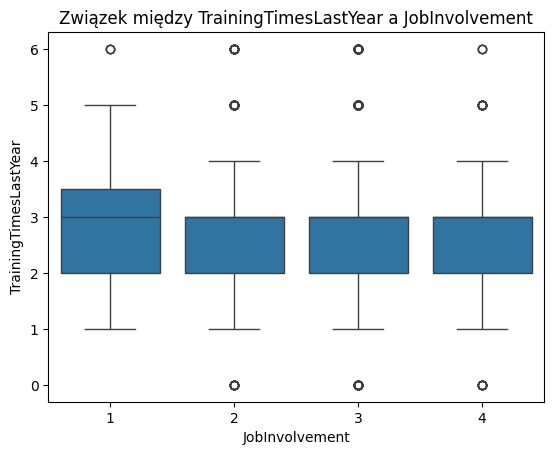 Związek między TrainingTimesLastYear a JobInvolvement
6
5
4
3
2
1
0
TrainingTimesLastYear
1 2 3 4
JobInvolvement